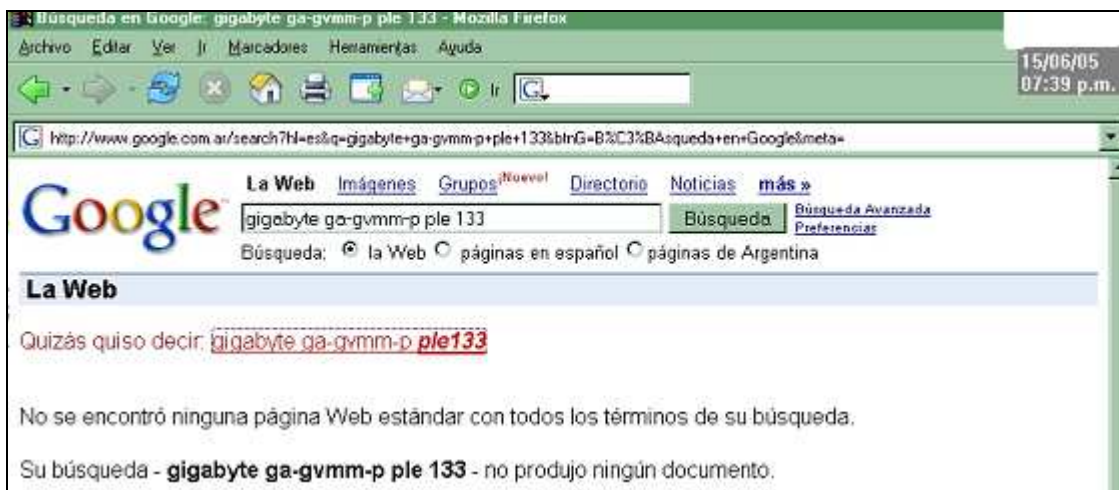 Búsqueda en Google: gigabyte ga-gvmm-p ple 133 - Mozilla Firefox
Archivo Editar Ver Ir Marcadores Herramientas Ayuda
15/06/05
07:39 p.m.
Ir G
G http://www.google.com.ar/search?hl=es&q=gigabyte+ga-gvmm-p+ple+133&btnG=B%C3%BAsqueda+en+Google&meta=
Google
La Web Imágenes Grupos ¡Nuevo! Directorio Noticias más »
gigabyte ga-gvmm-p ple 133 Búsqueda Búsqueda Avanzada
Preferencias
Búsqueda: la Web páginas en español páginas de Argentina
La Web
Quizás quiso decir: gigabyte ga-gvmm-p ple133
No se encontró ninguna página Web estándar con todos los términos de su búsqueda.
Su búsqueda - gigabyte ga-gvmm-p ple 133 - no produjo ningún documento.